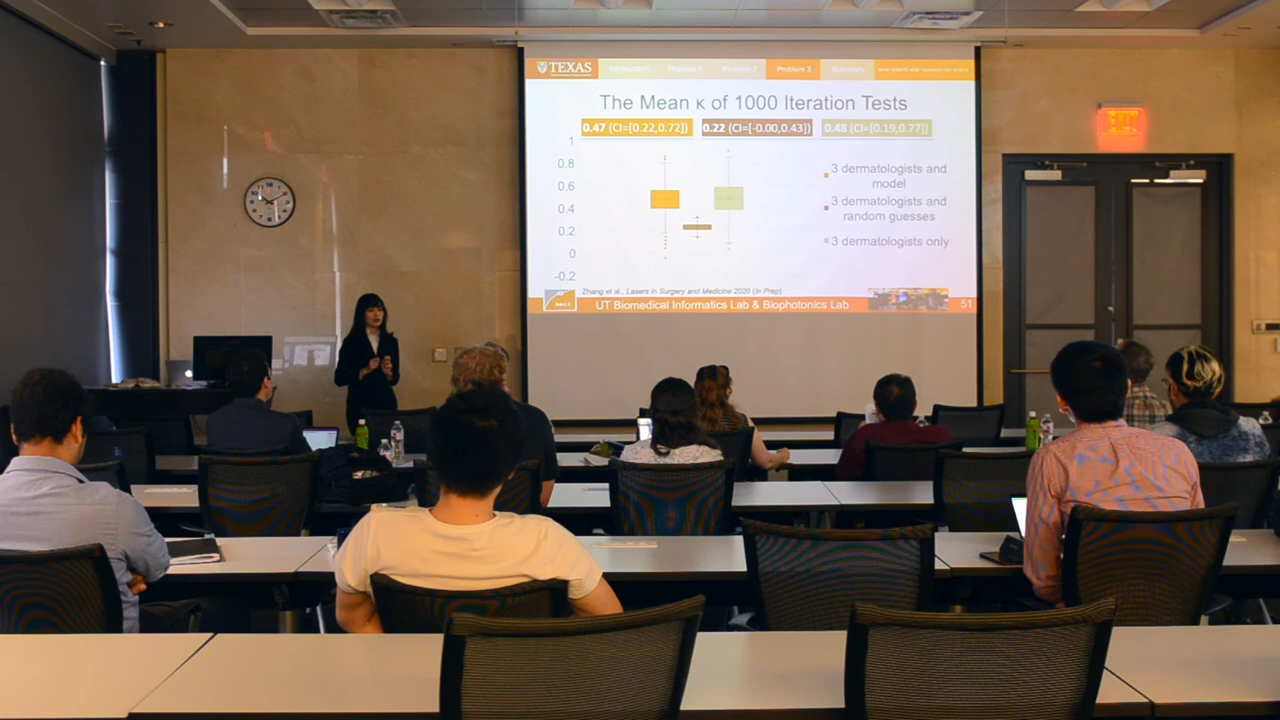 TEXAS
Introduction Problem 1 Problem 2 Problem 3 Summary
The Mean κ of 1000 Iteration Tests
0.47 (CI=[0.22,0.72]) 0.22 (CI=[-0.00,0.43]) 0.48 (CI=[0.19,0.77])
1
0.8
0.6
0.4
0.2
0
-0.2
3 dermatologists and
model
3 dermatologists and
random guesses
3 dermatologists only
Zhang et al., Lasers in Surgery and Medicine 2020 (In Prep)
UT Biomedical Informatics Lab & Biophotonics Lab
51
EXIT